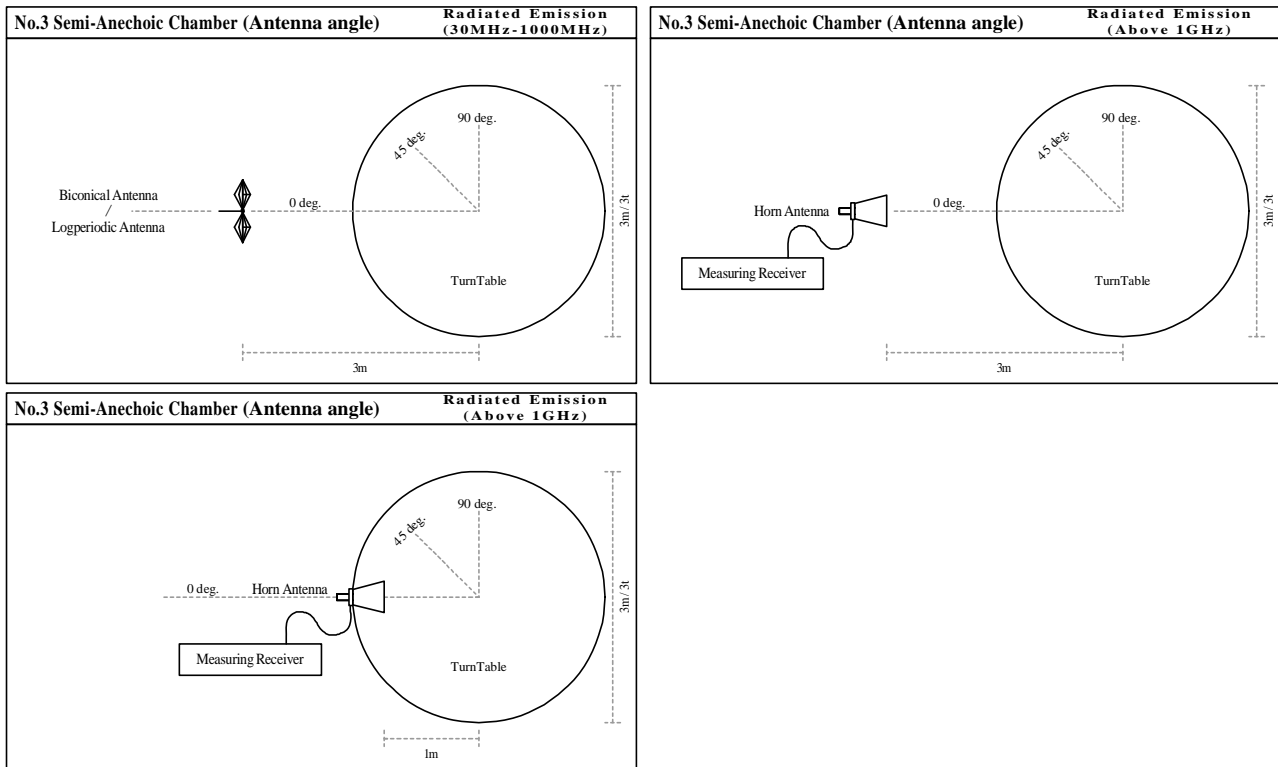 No.3 Semi-Anechoic Chamber (Antenna angle)
Radiated Emission
(30MHz-1000MHz)
90 deg.
45 deg.
Biconical Antenna
/
Logperiodic Antenna
0 deg.
3m / 3t
TurnTable
3m
No.3 Semi-Anechoic Chamber (Antenna angle)
Radiated Emission
(Above 1GHz)
90 deg.
45 deg.
Horn Antenna
0 deg.
3m / 3t
Measuring Receiver
TurnTable
3m
No.3 Semi-Anechoic Chamber (Antenna angle)
Radiated Emission
(Above 1GHz)
90 deg.
45 deg.
0 deg.
Horn Antenna
3m / 3t
Measuring Receiver
TurnTable
1m